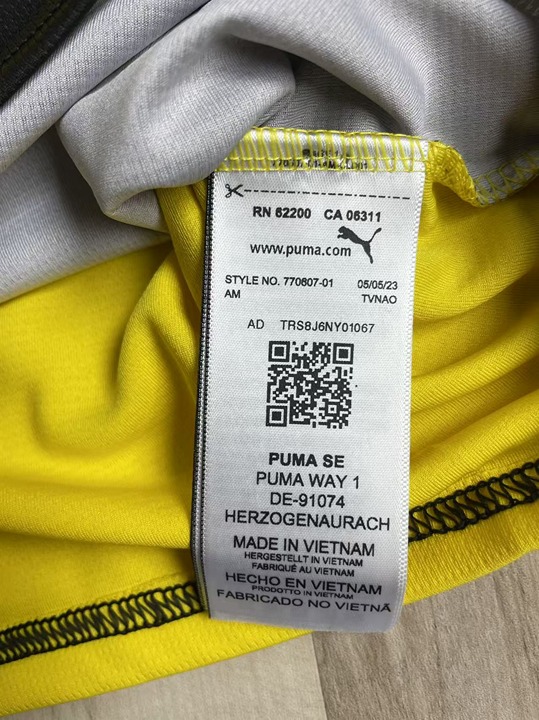 RN 62200 CA 06311
www.puma.com
STYLE NO. 770607-01 05/05/23
AM TVNAO
AD TRS8J6NY01067
PUMA SE
PUMA WAY 1
DE-91074
HERZOGENAURACH
MADE IN VIETNAM
HERGESTELLT IN VIETNAM
FABRIQUÉ AU VIETNAM
HECHO EN VIETNAM
PRODOTTO IN VIETNAM
FABRICADO NO VIETNÃ